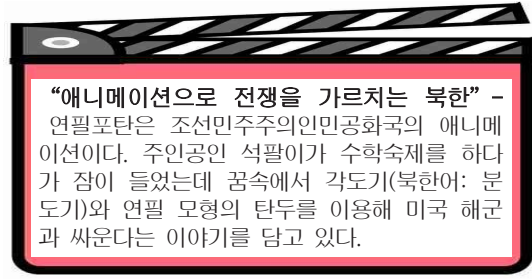 “애니메이션으로 전쟁을 가르치는 북한” -
연필포탄은 조선민주주의인민공화국의 애니메
이션이다. 주인공인 석팔이가 수학숙제를 하다
가 잠이 들었는데 꿈속에서 각도기(북한어: 분
도기)와 연필 모형의 탄두를 이용해 미국 해군
과 싸운다는 이야기를 담고 있다.